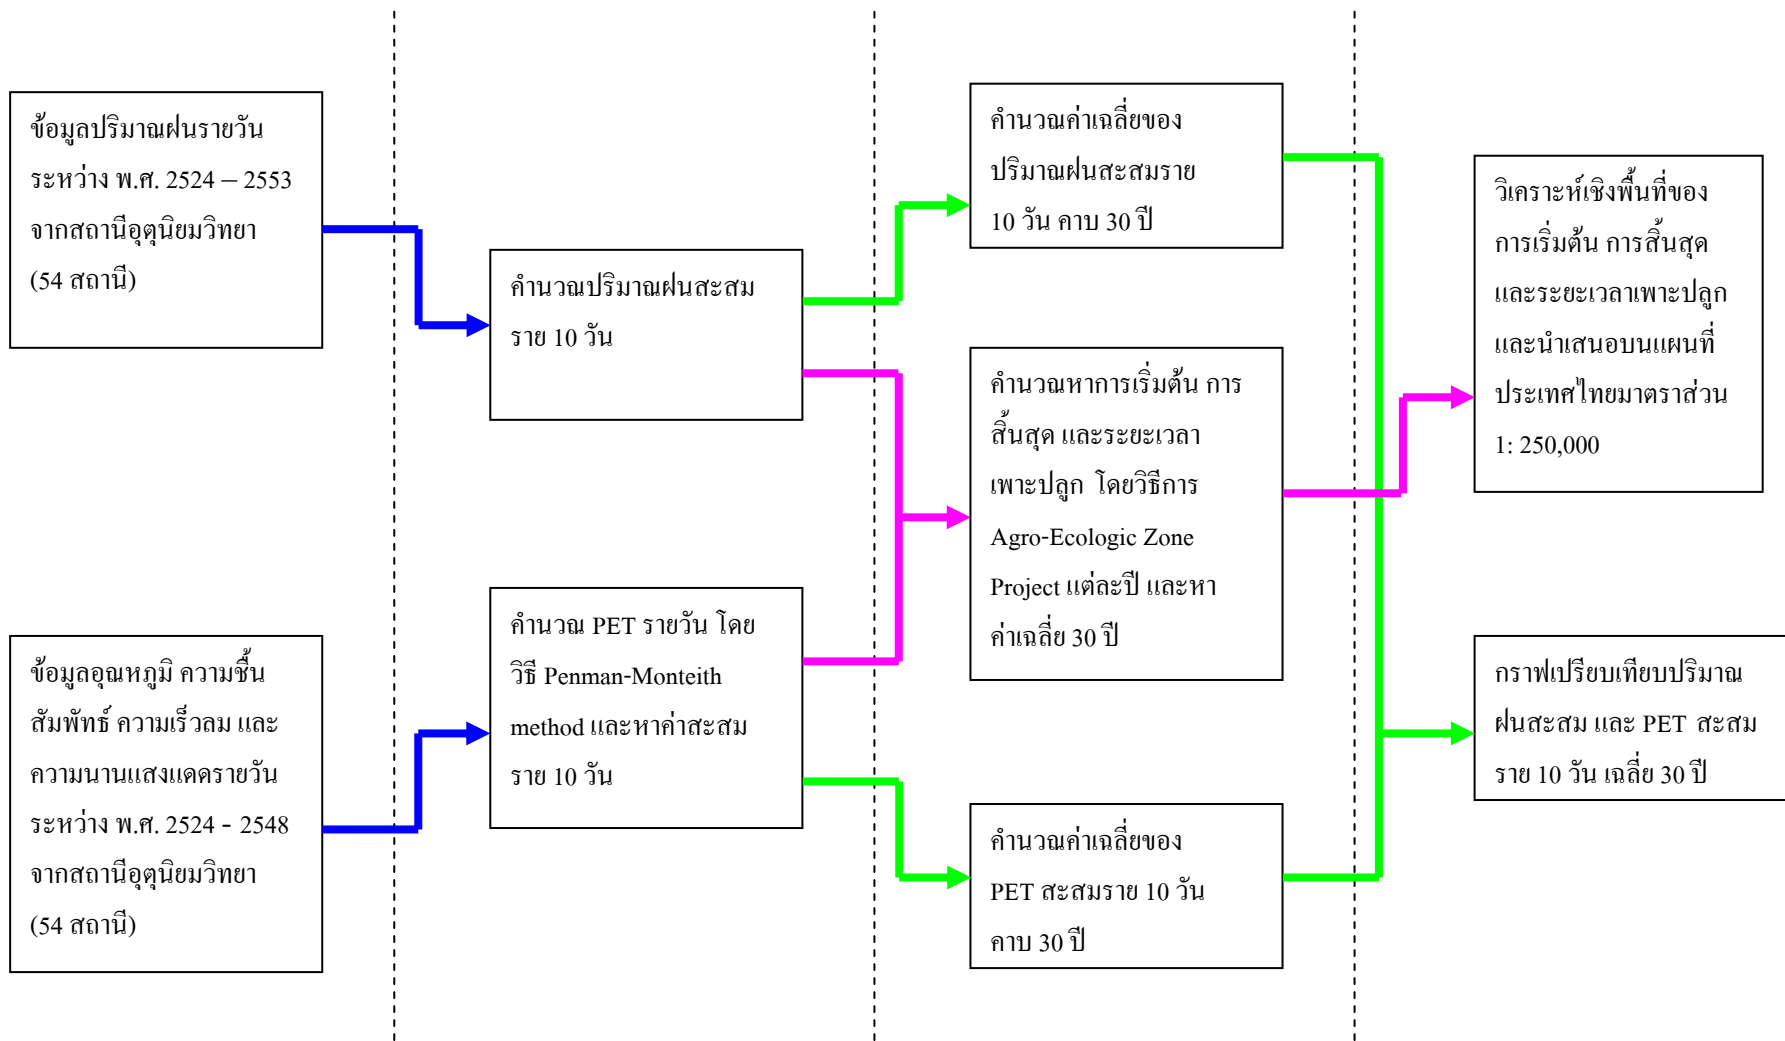 ข้อมูลปริมาณฝนรายวัน
ระหว่าง พ.ศ. 2524 – 2553
จากสถานีอุตุนิยมวิทยา
(54 สถานี)
ข้อมูลอุณหภูมิ ความชื้น
สัมพัทธ์ ความเร็วลม และ
ความนานแสงแดดรายวัน
ระหว่าง พ.ศ. 2524 - 2548
จากสถานีอุตุนิยมวิทยา
(54 สถานี)
คำนวณปริมาณฝนสะสม
ราย 10 วัน
คำนวณ PET รายวัน โดย
วิธี Penman-Monteith
method และหาค่าสะสม
ราย 10 วัน
คำนวณค่าเฉลี่ยของ
ปริมาณฝนสะสมราย
10 วัน คาบ 30 ปี
คำนวณหาการเริ่มต้น การ
สิ้นสุด และระยะเวลา
เพาะปลูก โดยวิธีการ
Agro-Ecologic Zone
Project แต่ละปี และหา
ค่าเฉลี่ย 30 ปี
คำนวณค่าเฉลี่ยของ
PET สะสมราย 10 วัน
คาบ 30 ปี
วิเคราะห์เชิงพื้นที่ของ
การเริ่มต้น การสิ้นสุด
และระยะเวลาเพาะปลูก
และนำเสนอบนแผนที่
ประเทศไทยมาตราส่วน
1: 250,000
กราฟเปรียบเทียบปริมาณ
ฝนสะสม และ PET สะสม
ราย 10 วัน เฉลี่ย 30 ปี